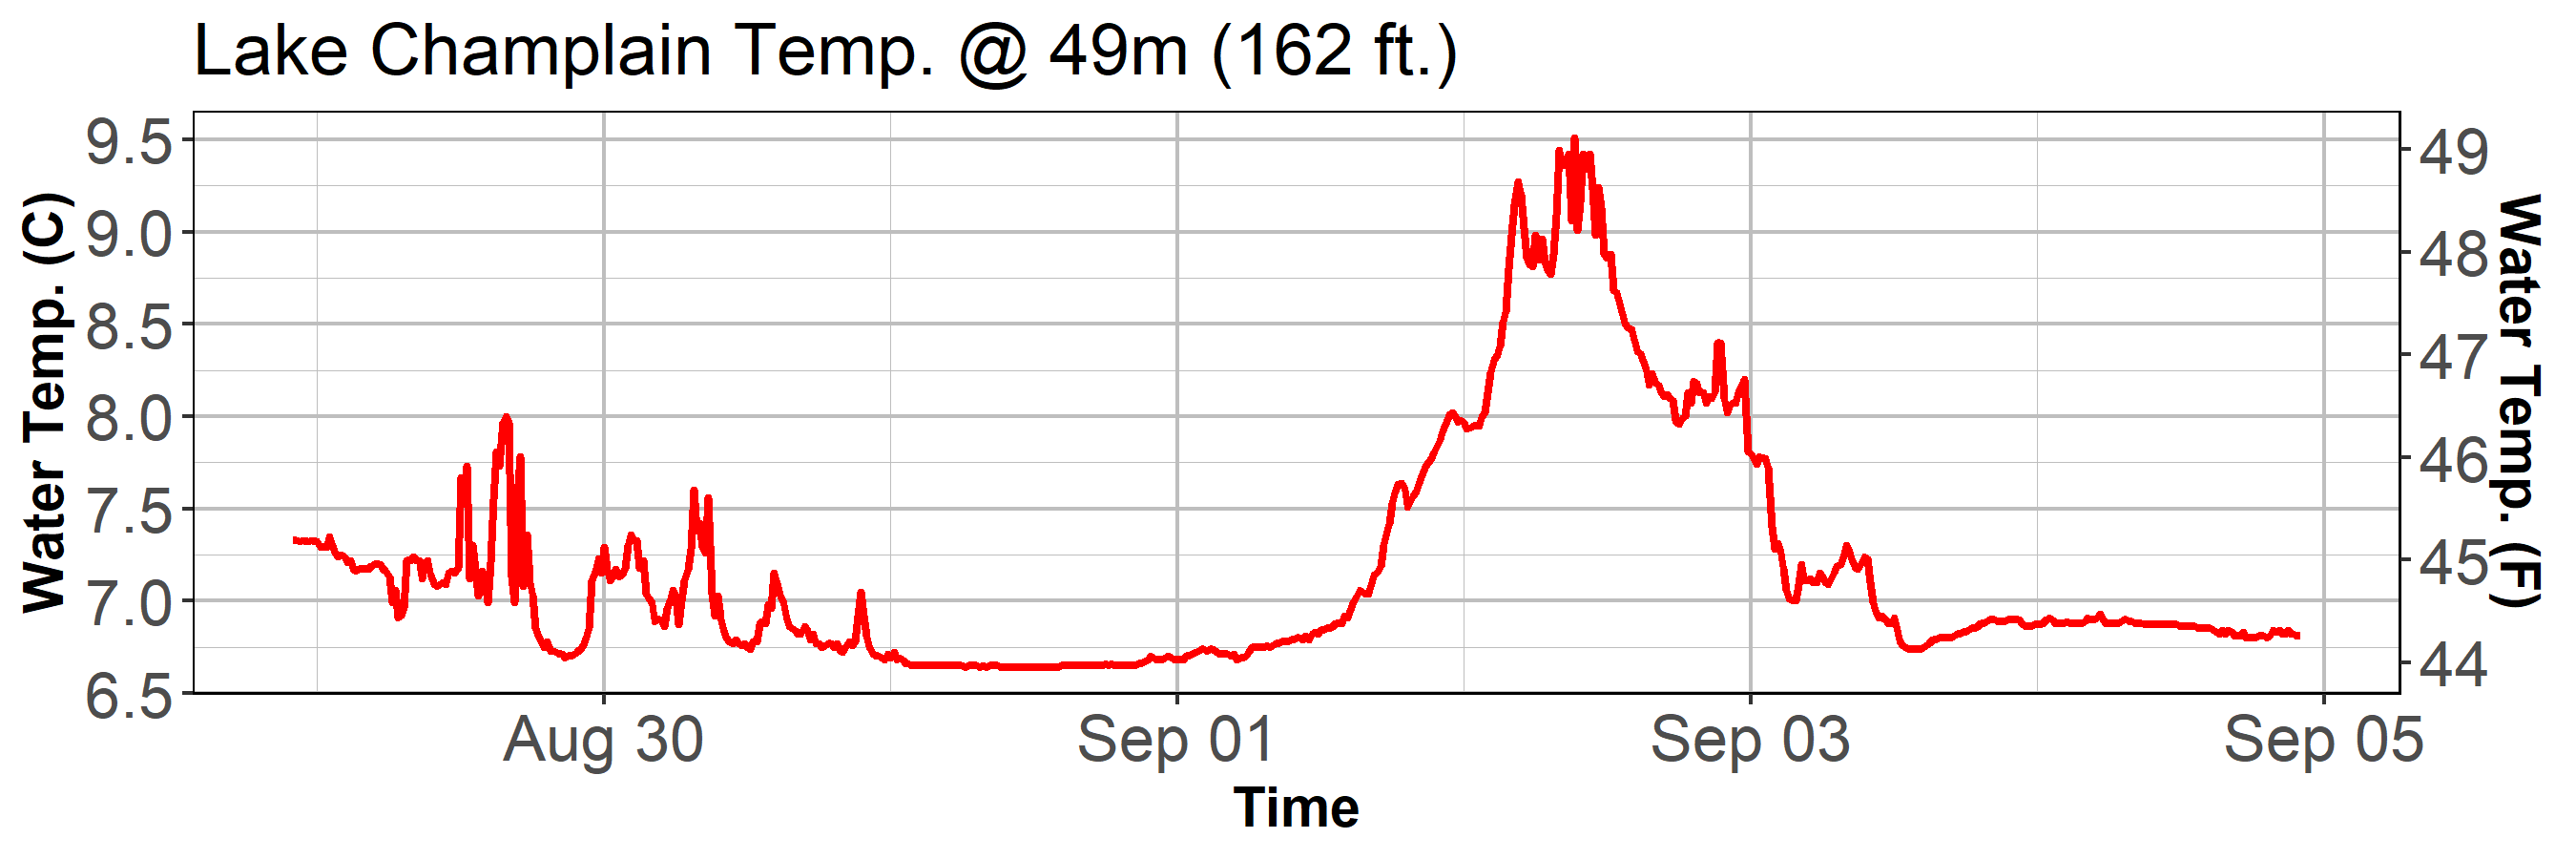 Lake Champlain Temp. @ 49m (162 ft.)
Water Temp. (C)
9.5
9.0
8.5
8.0
7.5
7.0
6.5
49
48
47
46
45
44
Water Temp. (F)
Aug 30
Sep 01
Sep 03
Sep 05
Time